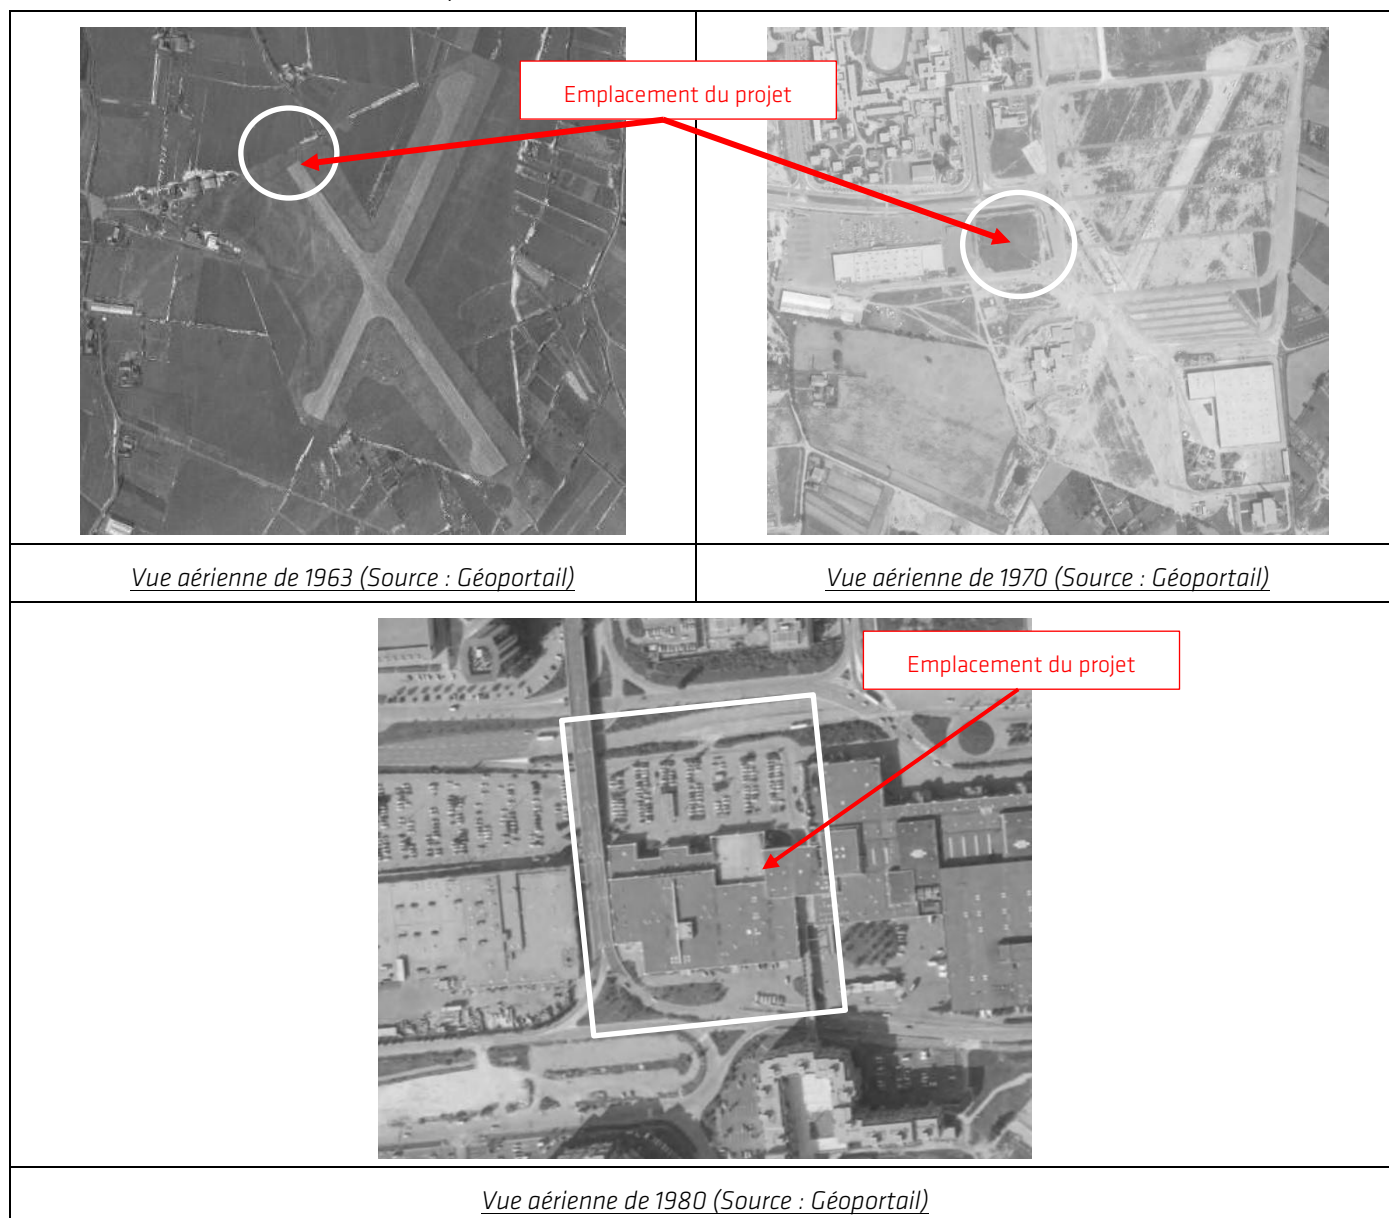 Emplacement du projet
Vue aérienne de 1963 (Source : Géoportail)
Vue aérienne de 1970 (Source : Géoportail)
Emplacement du projet
Vue aérienne de 1980 (Source : Géoportail)